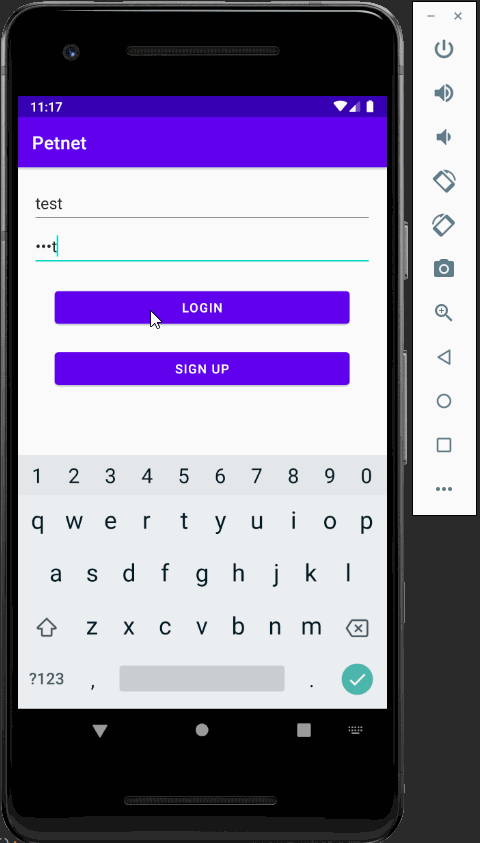 11:17
Petnet
test
•••t
LOGIN
SIGN UP
1 2 3 4 5 6 7 8 9 0
q w e r t y u i o p
a s d f g h j k l
z x c v b n m
?123 , .